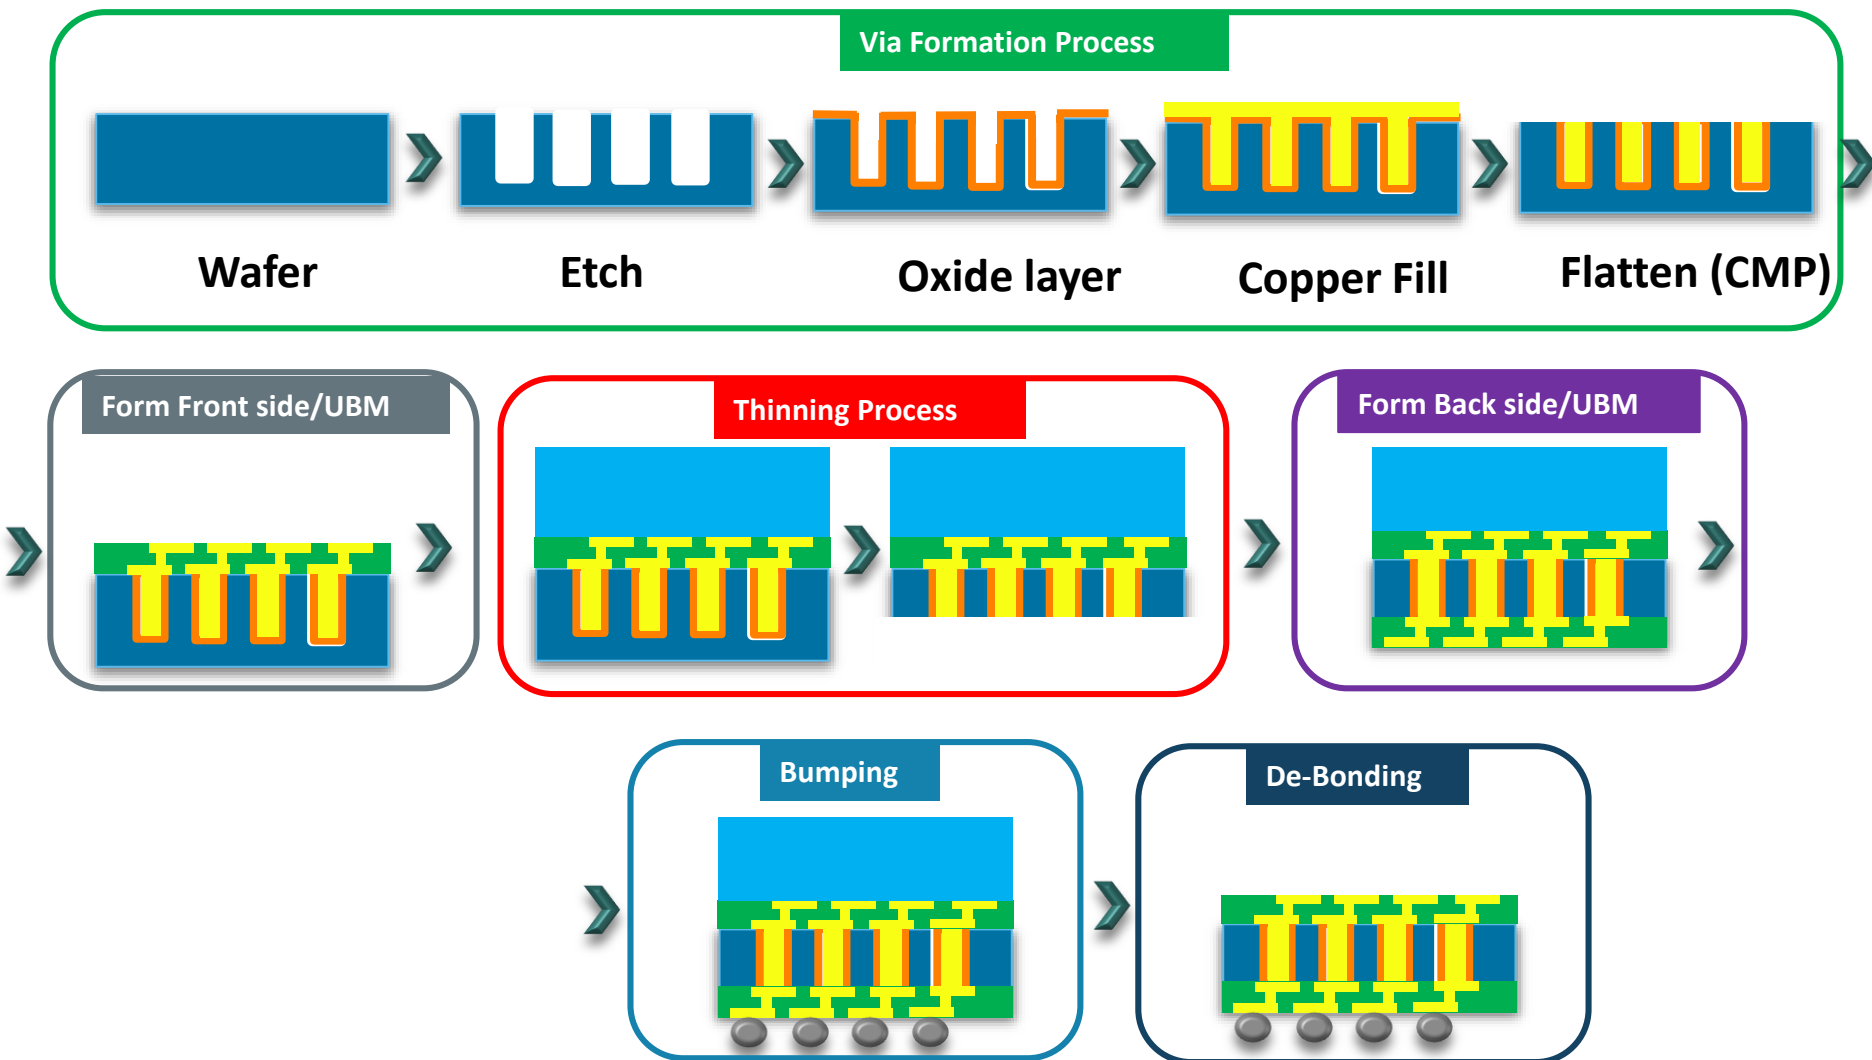 Via Formation Process
Wafer
Etch
Oxide layer
Copper Fill
Flatten (CMP)
Form Front side/UBM
Thinning Process
Form Back side/UBM
Bumping
De-Bonding